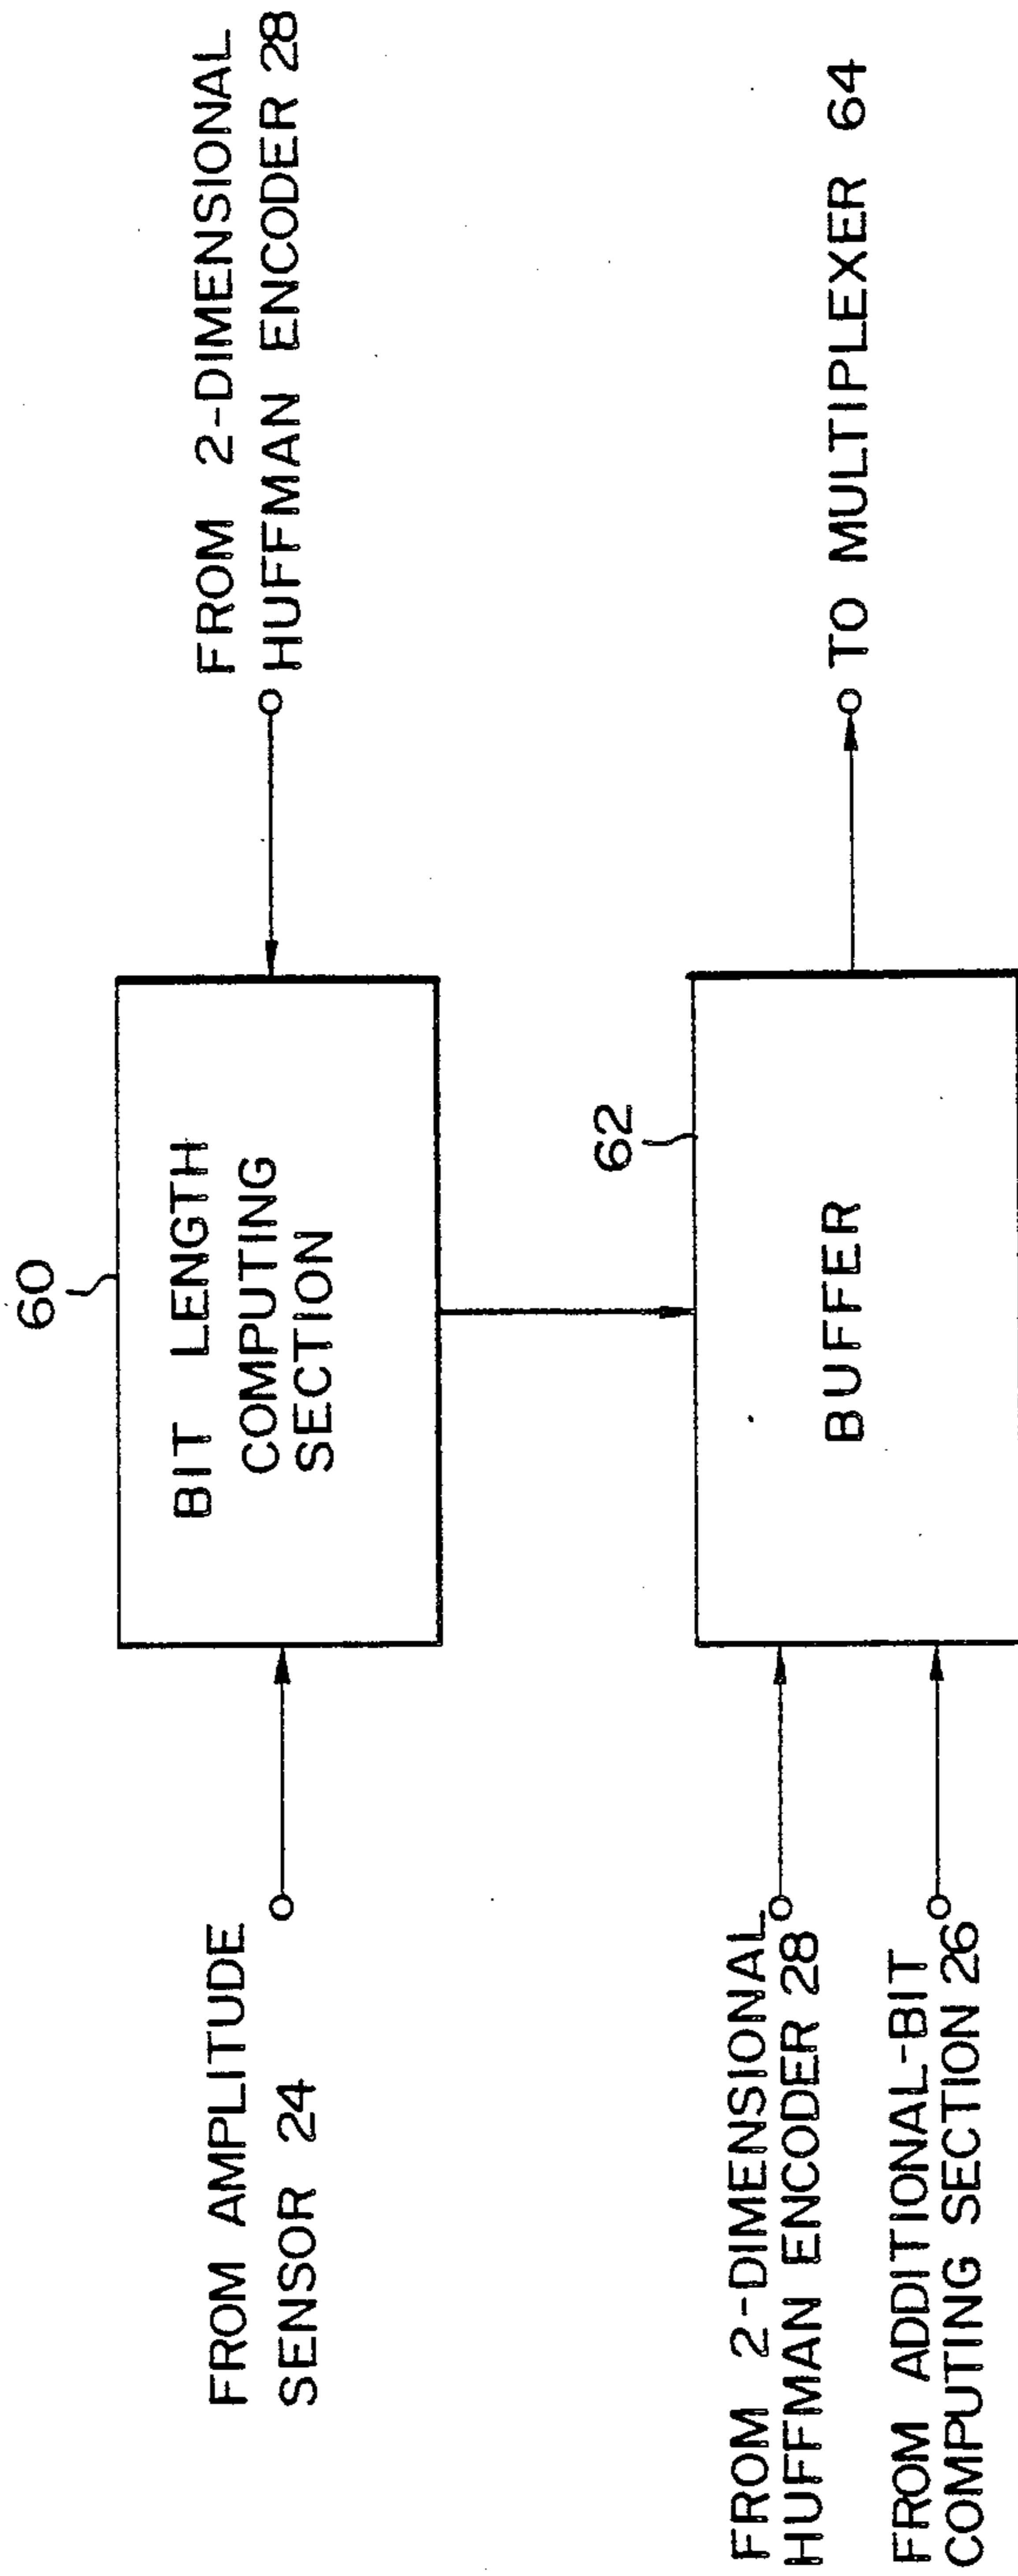 60
FROM AMPLITUDE
SENSOR 24
BIT LENGTH
COMPUTING
SECTION
FROM 2-DIMENSIONAL
HUFFMAN ENCODER 28
62
FROM 2-DIMENSIONAL
HUFFMAN ENCODER 28
FROM ADDITIONAL-BIT
COMPUTING SECTION 26
BUFFER
TO MULTIPLEXER 64